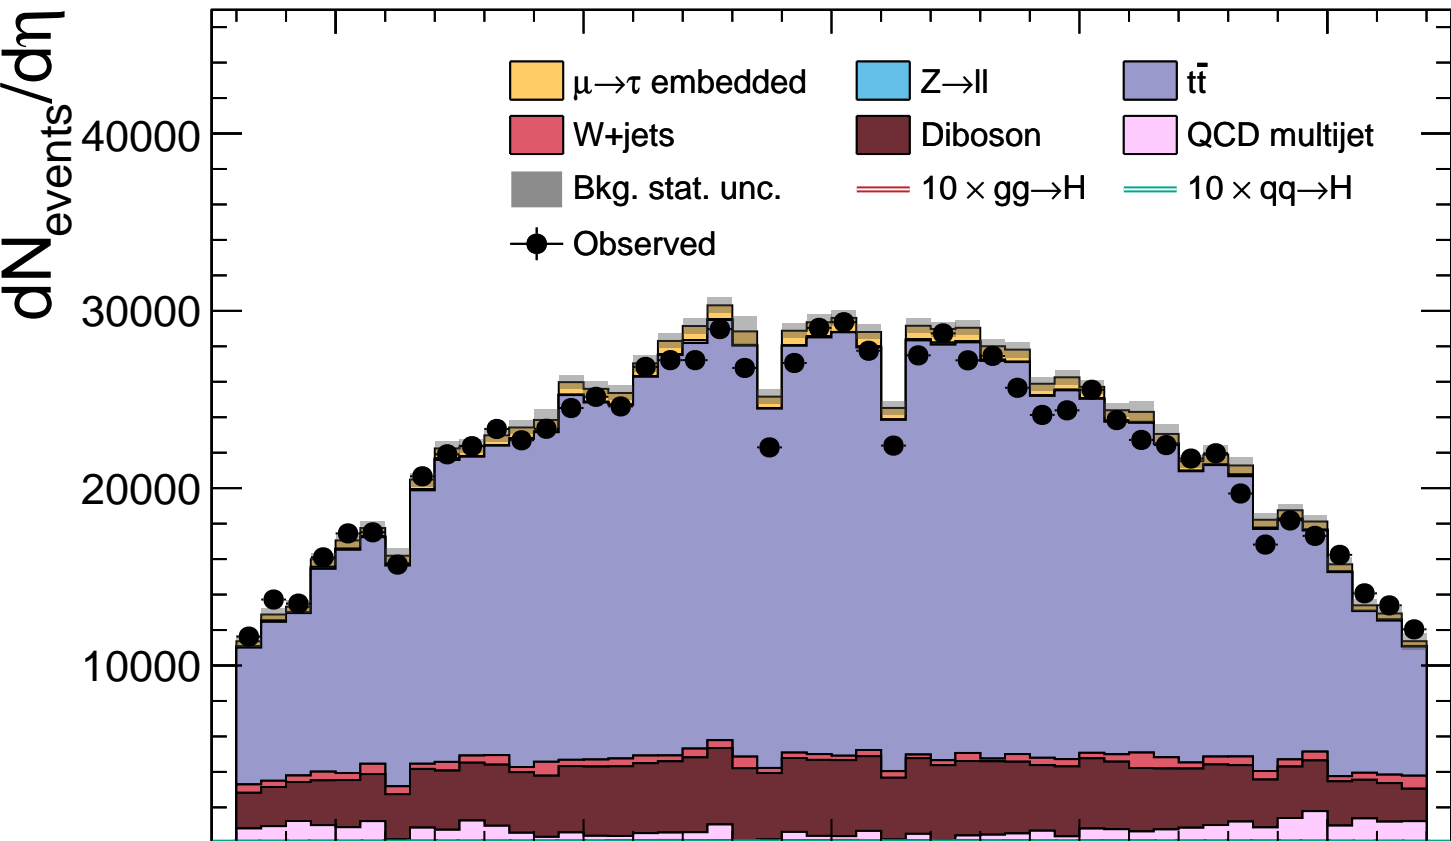 dN_events/dη
40000
30000
20000
10000
μ→τ embedded
Z→ll
tt̄
W+jets
Diboson
QCD multijet
Bkg. stat. unc.
10 × gg→H
10 × qq→H
Observed